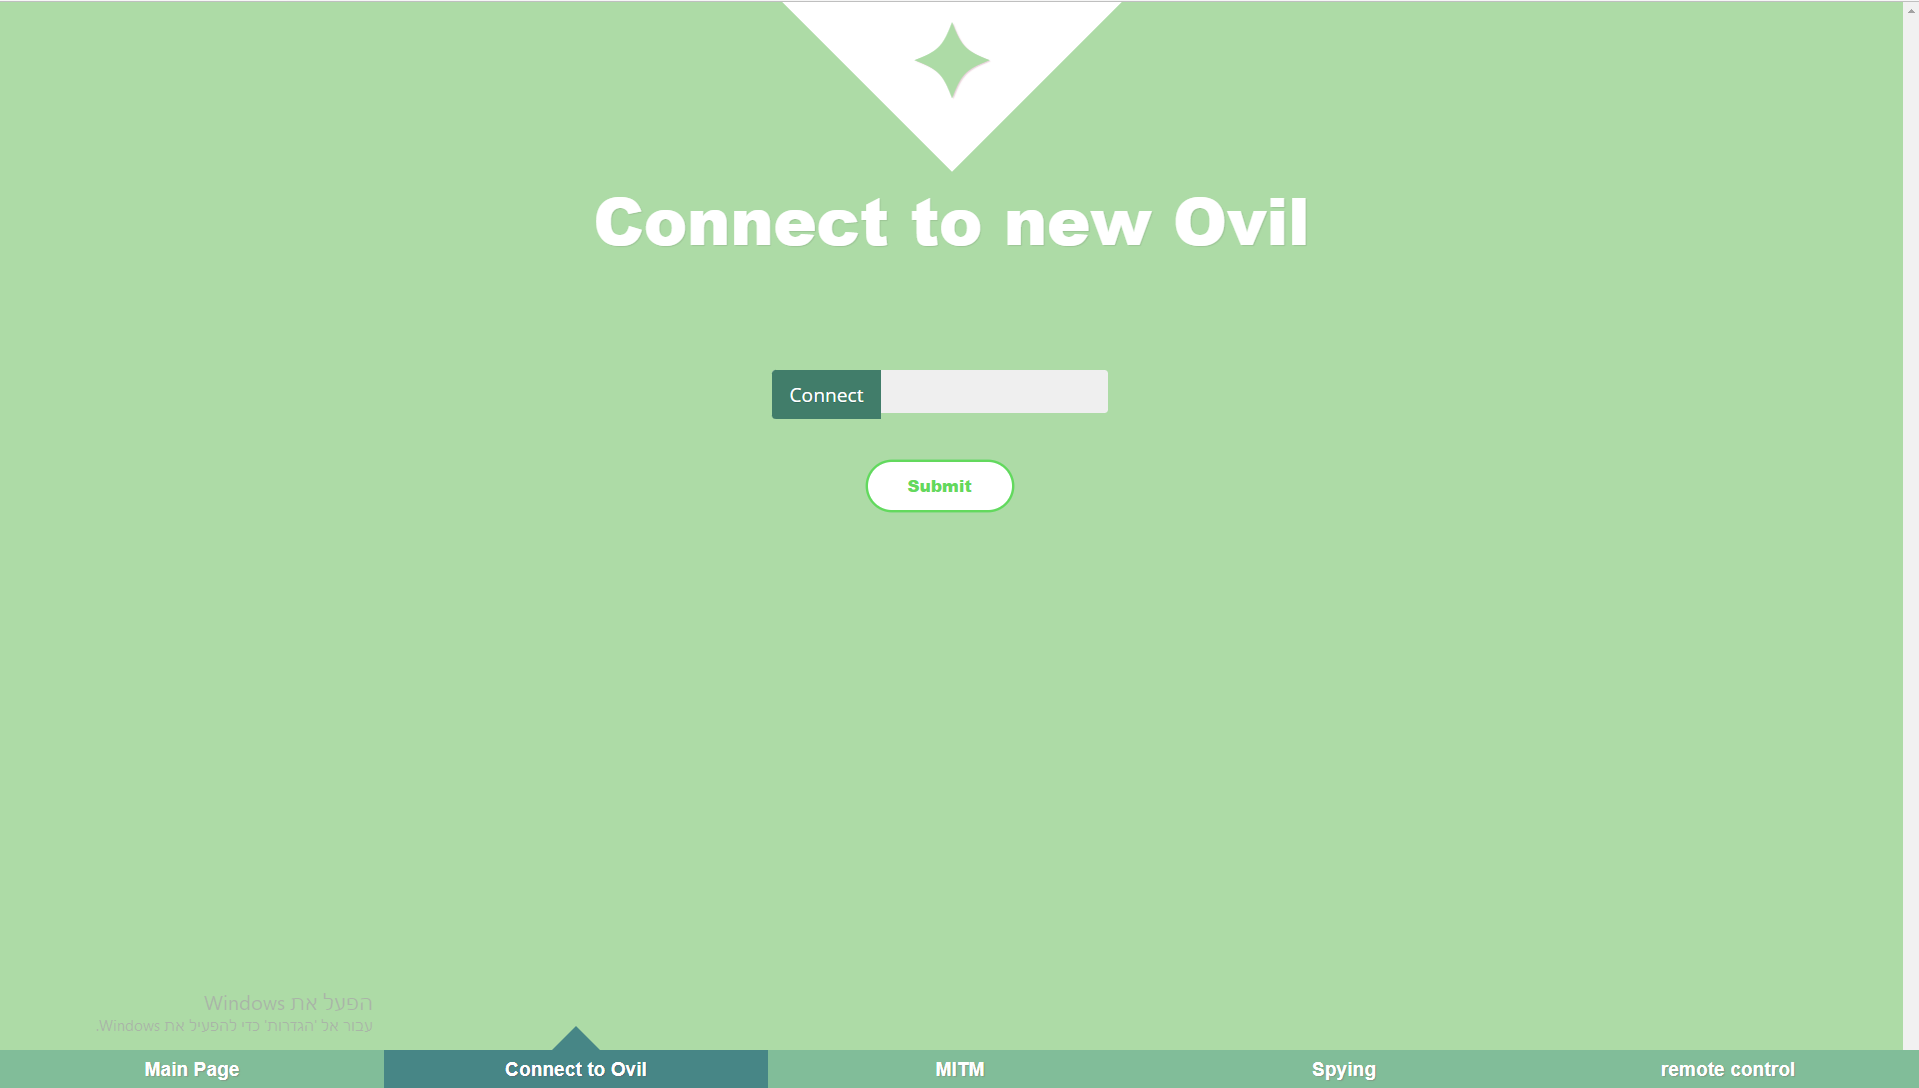 Connect to new Ovil
Connect
Submit
הפעל את Windows
עבור אל 'הגדרות' כדי להפעיל את Windows.
Main Page
Connect to Ovil
MITM
Spying
remote control